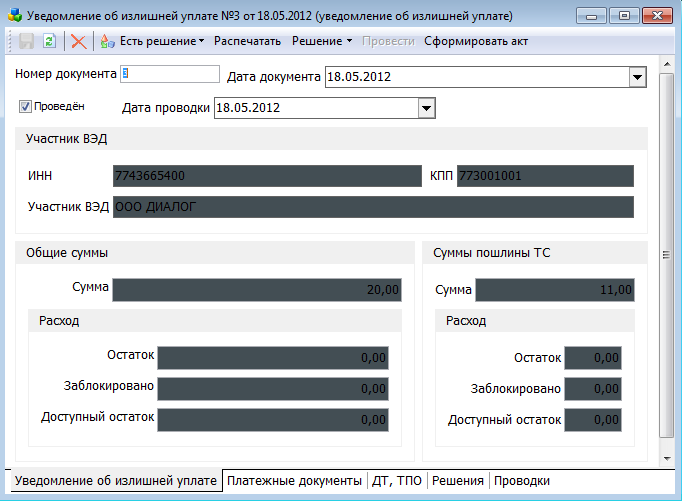 Уведомление об излишней уплате №3 от 18.05.2012 (уведомление об излишней уплате)
Есть решение Распечатать Решение Провести Сформировать акт
Номер документа 3 Дата документа 18.05.2012
Проведён Дата проводки 18.05.2012
Участник ВЭД
ИНН 7743665400 КПП 773001001
Участник ВЭД ООО ДИАЛОГ
Общие суммы
Сумма 20,00
Расход
Остаток 0,00
Заблокировано 0,00
Доступный остаток 0,00
Суммы пошлины ТС
Сумма 11,00
Расход
Остаток 0,00
Заблокировано 0,00
Доступный остаток 0,00
Уведомление об излишней уплате Платежные документы ДТ, ТПО Решения Проводки